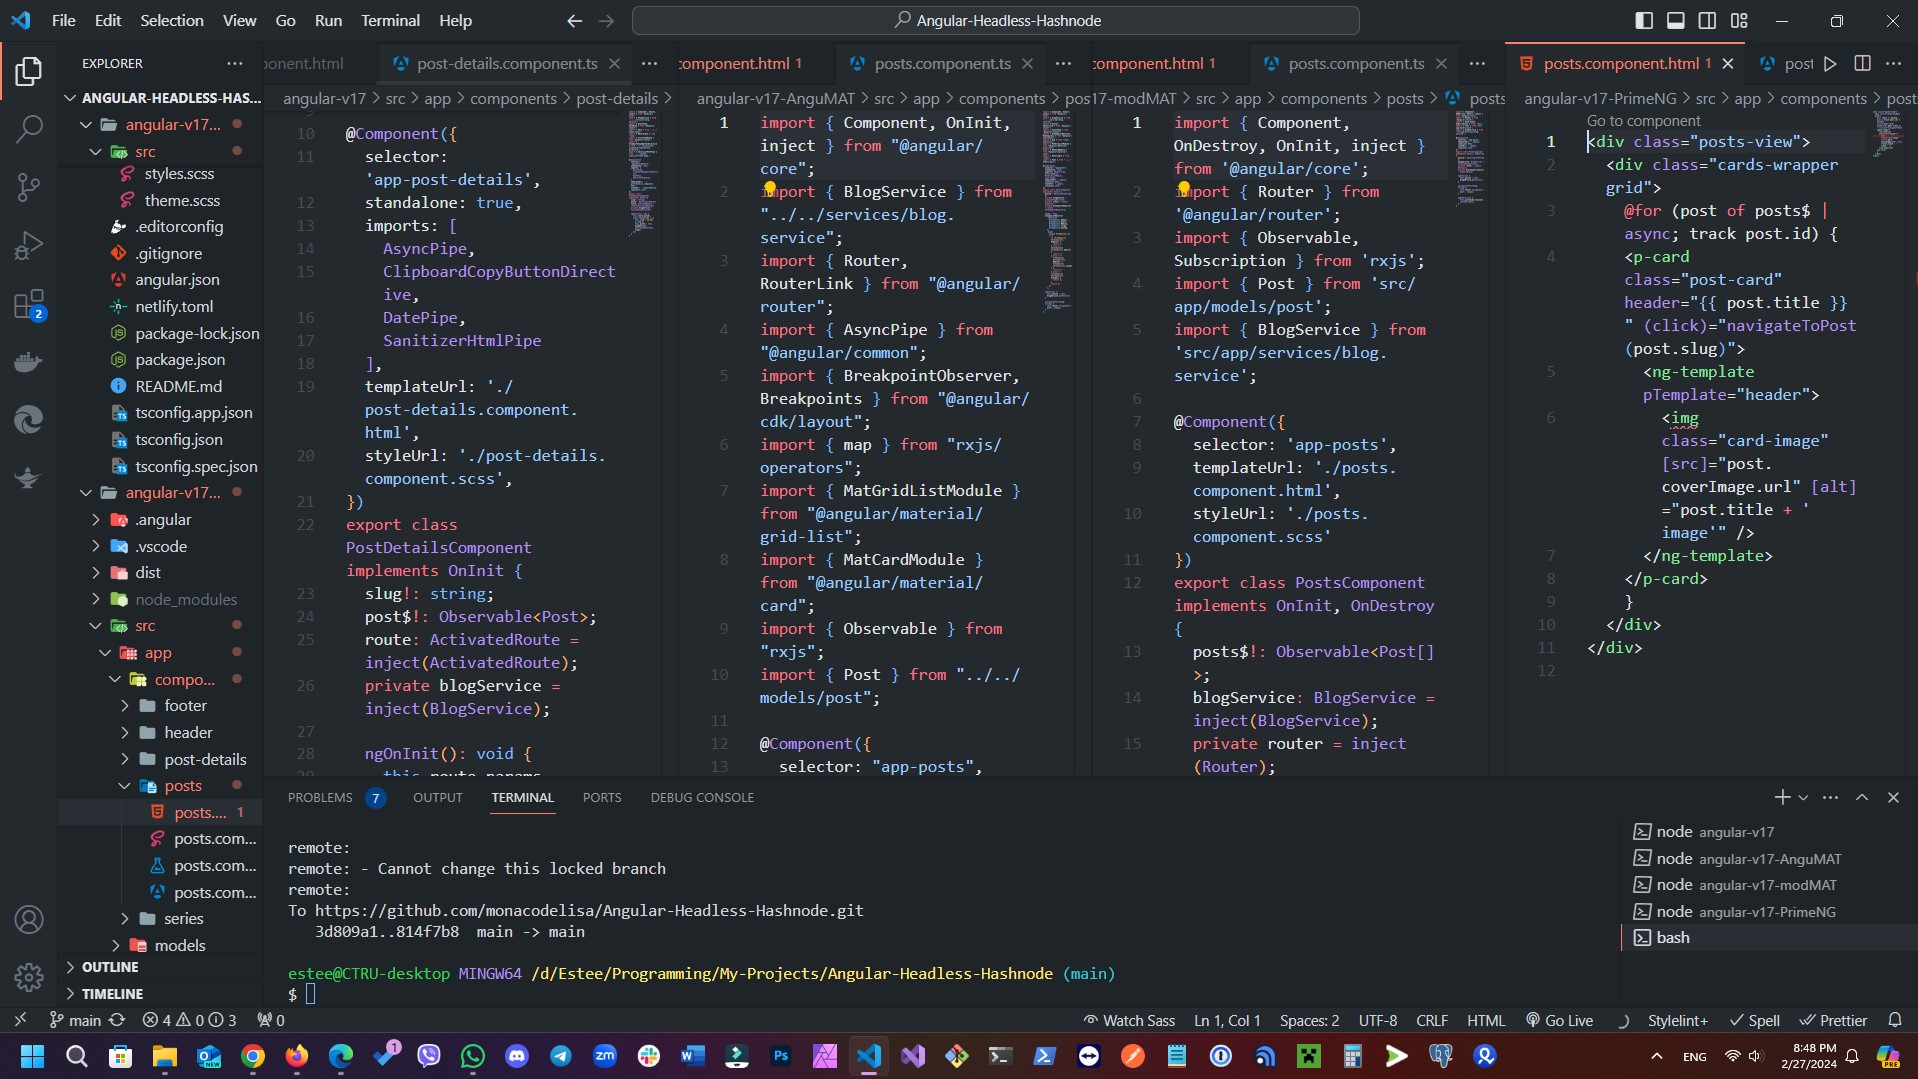 File Edit Selection View Go Run Terminal Help
Angular-Headless-Hashnode
EXPLORER
ANGULAR-HEADLESS-HAS...
angular-v17...
src
styles.scss
theme.scss
.editorconfig
.gitignore
angular.json
netlify.toml
package-lock.json
package.json
README.md
tsconfig.app.json
tsconfig.json
tsconfig.spec.json
angular-v17...
.angular
.vscode
dist
node_modules
src
app
compo...
footer
header
post-details
posts
posts.... 1
posts.com...
posts.com...
posts.com...
series
models
OUTLINE
TIMELINE
2
ponent.html post-details.component.ts
angular-v17 > src > app > components > post-details >
10 @Component({
11 selector:
'app-post-details',
12 standalone: true,
13 imports: [
14 AsyncPipe,
15 ClipboardCopyButtonDirect
ive,
16 DatePipe,
17 SanitizerHtmlPipe
18 ],
19 templateUrl: './
post-details.component.
html',
20 styleUrl: './post-details.
component.scss',
21 })
22 export class
PostDetailsComponent
implements OnInit {
23 slug!: string;
24 post$!: Observable<Post>;
25 route: ActivatedRoute =
inject(ActivatedRoute);
26 private blogService =
inject(BlogService);
27
28 ngOnInit(): void {
component.html 1 posts.component.ts
angular-v17-AnguMAT > src > app > components > pos
1 import { Component, OnInit,
inject } from "@angular/
core";
2 import { BlogService } from
"../../services/blog.
service";
3 import { Router,
RouterLink } from "@angular/
router";
4 import { AsyncPipe } from
"@angular/common";
5 import { BreakpointObserver,
Breakpoints } from "@angular/
cdk/layout";
6 import { map } from "rxjs/
operators";
7 import { MatGridListModule }
from "@angular/material/
grid-list";
8 import { MatCardModule }
from "@angular/material/
card";
9 import { Observable } from
"rxjs";
10 import { Post } from "../../
models/post";
11
12 @Component({
13 selector: "app-posts",
component.html 1 posts.component.ts
17-modMAT > src > app > components > posts > posts
1 import { Component,
OnDestroy, OnInit, inject }
from '@angular/core';
2 import { Router } from
'@angular/router';
3 import { Observable,
Subscription } from 'rxjs';
4 import { Post } from 'src/
app/models/post';
5 import { BlogService } from
'src/app/services/blog.
service';
6
7 @Component({
8 selector: 'app-posts',
9 templateUrl: './posts.
component.html',
10 styleUrl: './posts.
component.scss'
11 })
12 export class PostsComponent
implements OnInit, OnDestroy
{
13 posts$!: Observable<Post[]
>;
14 blogService: BlogService =
inject(BlogService);
15 private router = inject
(Router);
posts.component.html 1 post
angular-v17-PrimeNG > src > app > components > post
Go to component
1 <div class="posts-view">
2 <div class="cards-wrapper
grid">
3 @for (post of posts$ |
async; track post.id) {
4 <p-card
class="post-card"
header="{{ post.title }}
" (click)="navigateToPost
(post.slug)">
5 <ng-template
pTemplate="header">
6 <img
class="card-image"
[src]="post.
coverImage.url" [alt]
="post.title + '
image'" />
7 </ng-template>
8 </p-card>
9 }
10 </div>
11 </div>
12
PROBLEMS 7 OUTPUT TERMINAL PORTS DEBUG CONSOLE
remote:
remote: - Cannot change this locked branch
remote:
To https://github.com/monacodelisa/Angular-Headless-Hashnode.git
3d809a1..814f7b8 main -> main
estee@CTRU-desktop MINGW64 /d/Estee/Programming/My-Projects/Angular-Headless-Hashnode (main)
$
node angular-v17
node angular-v17-AnguMAT
node angular-v17-modMAT
node angular-v17-PrimeNG
bash
main 4 0 3 0 Watch Sass Ln 1, Col 1 Spaces: 2 UTF-8 CRLF HTML Go Live Stylelint+ Spell Prettier
NEW 1 zm W Ps ENG 8:48 PM
2/27/2024
PRE